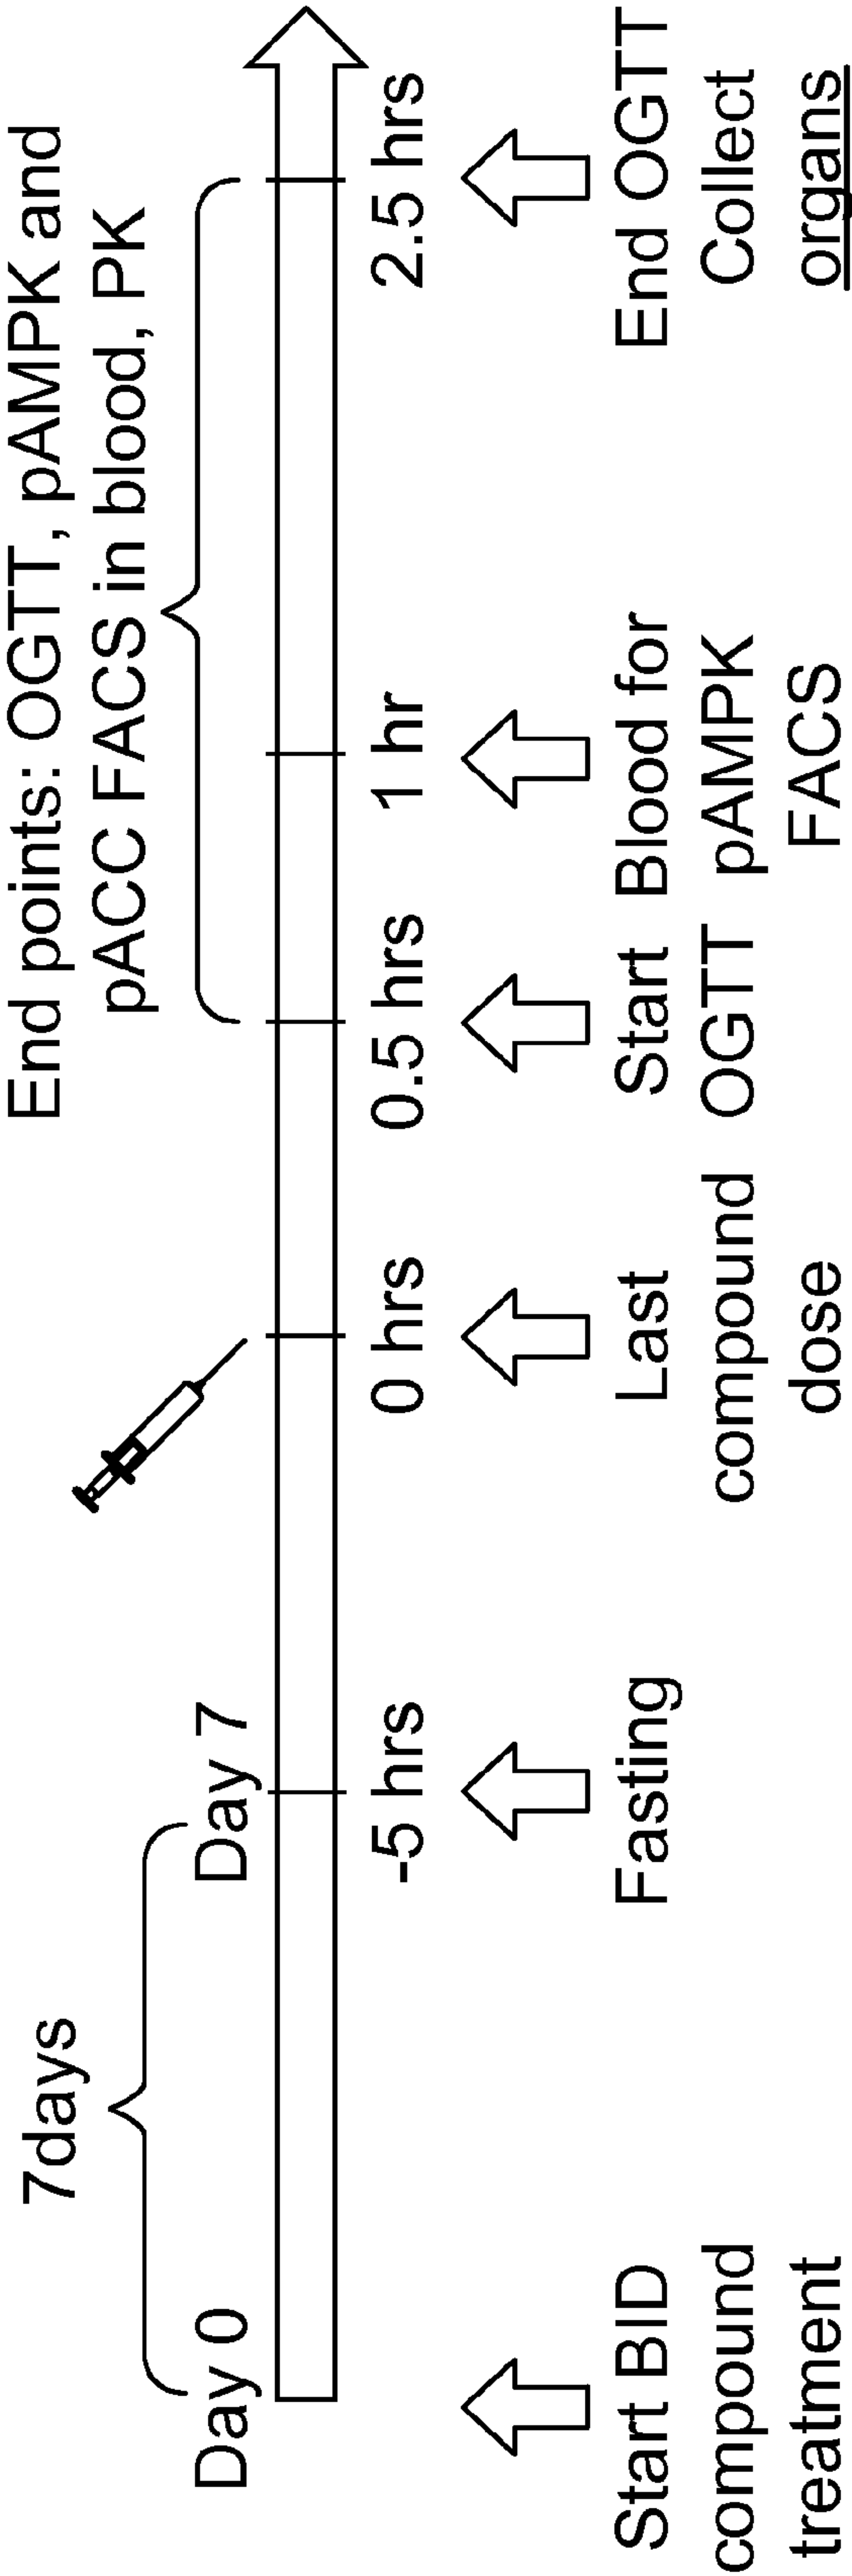 7days
End points: OGTT, pAMPK and
pACC FACS in blood, PK
Day 0
Day 7
-5 hrs
0 hrs
0.5 hrs
1 hr
2.5 hrs
Start BID
compound
treatment
Fasting
Last
compound
dose
Start
OGTT
Blood for
pAMPK
FACS
End OGTT
Collect
organs